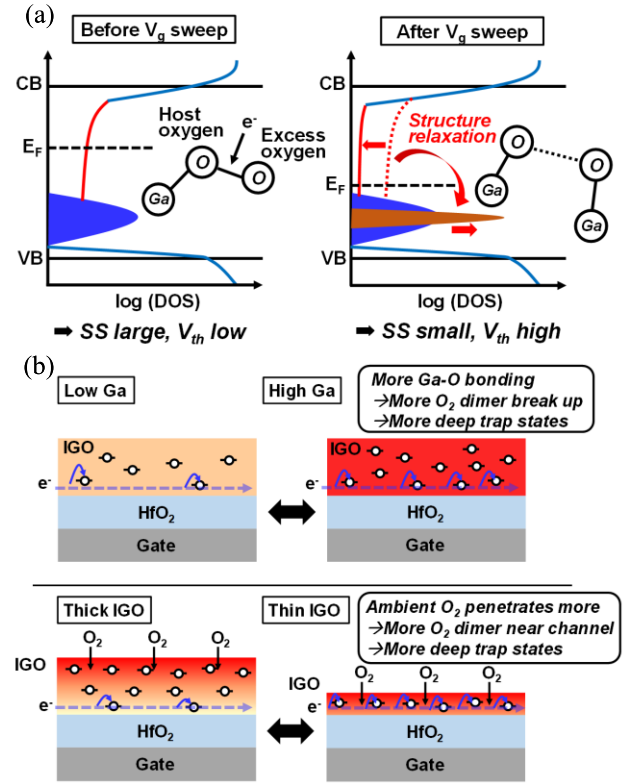 (a)
Before Vg sweep
After Vg sweep
CB
EF
VB
Host
oxygen
e-
Excess
oxygen
O
O
Ga
log (DOS)
➡ SS large, Vth low
CB
EF
VB
Structure
relaxation
O
O
Ga
Ga
log (DOS)
➡ SS small, Vth high
(b)
Low Ga
High Ga
More Ga-O bonding
→More O2 dimer break up
→More deep trap states
IGO
e-
HfO2
Gate
IGO
e-
HfO2
Gate
Thick IGO
Thin IGO
Ambient O2 penetrates more
→More O2 dimer near channel
→More deep trap states
O2 O2 O2
IGO
e-
HfO2
Gate
O2 O2 O2
IGO
e-
HfO2
Gate